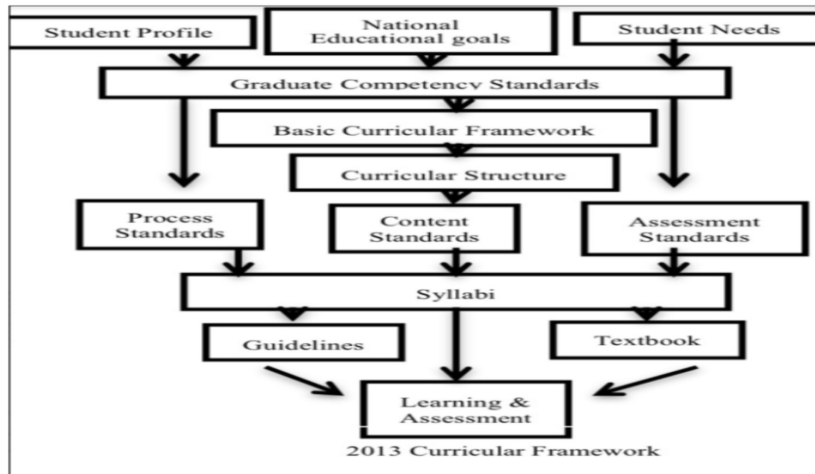 Student Profile
National
Educational goals
Student Needs
Graduate Competency Standards
Basic Curricular Framework
Curricular Structure
Process
Standards
Content
Standards
Assessment
Standards
Syllabi
Guidelines
Textbook
Learning &
Assessment
2013 Curricular Framework